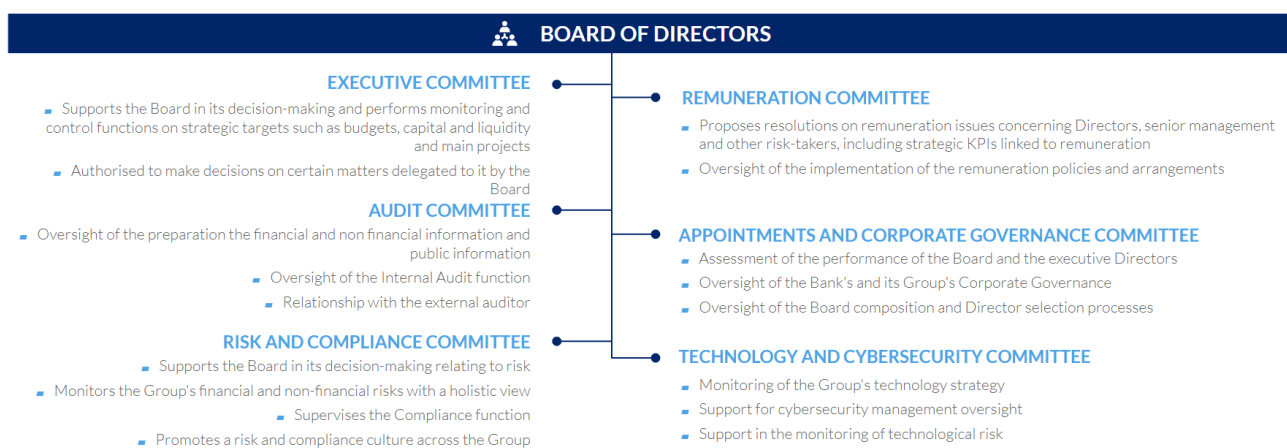 BOARD OF DIRECTORS
EXECUTIVE COMMITTEE
Supports the Board in its decision-making and performs monitoring and
control functions on strategic targets such as budgets, capital and liquidity
and main projects
Authorised to make decisions on certain matters delegated to it by the
Board
AUDIT COMMITTEE
Oversight of the preparation the financial and non financial information and
public information
Oversight of the Internal Audit function
Relationship with the external auditor
RISK AND COMPLIANCE COMMITTEE
Supports the Board in its decision-making relating to risk
Monitors the Group's financial and non-financial risks with a holistic view
Supervises the Compliance function
Promotes a risk and compliance culture across the Group
REMUNERATION COMMITTEE
Proposes resolutions on remuneration issues concerning Directors, senior management
and other risk-takers, including strategic KPIs linked to remuneration
Oversight of the implementation of the remuneration policies and arrangements
APPOINTMENTS AND CORPORATE GOVERNANCE COMMITTEE
Assessment of the performance of the Board and the executive Directors
Oversight of the Bank's and its Group's Corporate Governance
Oversight of the Board composition and Director selection processes
TECHNOLOGY AND CYBERSECURITY COMMITTEE
Monitoring of the Group's technology strategy
Support for cybersecurity management oversight
Support in the monitoring of technological risk